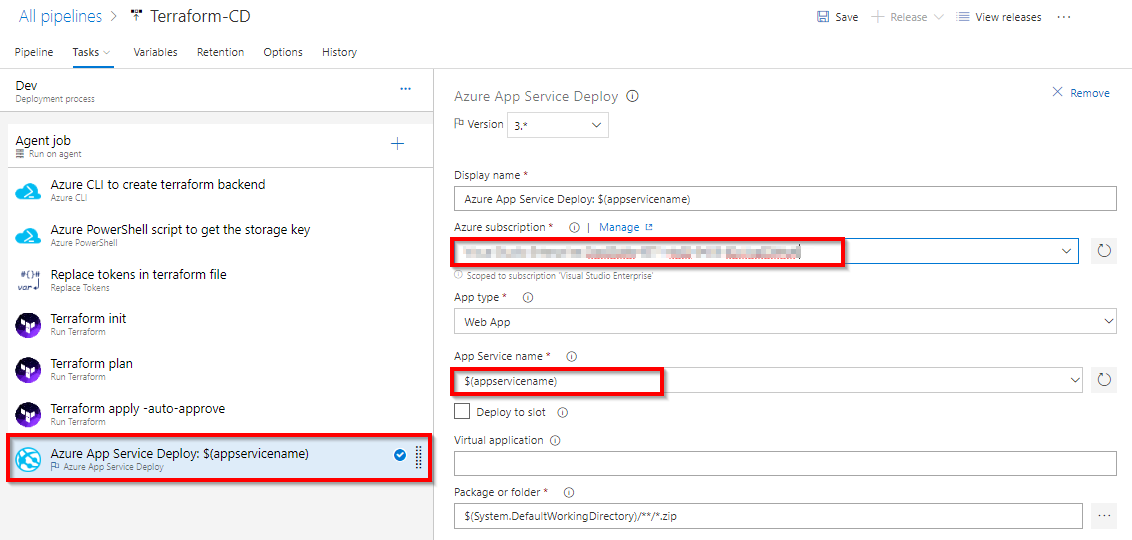 All pipelines > Terraform-CD
Save Release View releases ...
Pipeline Tasks Variables Retention Options History
Dev
Deployment process
Agent job
Run on agent
Azure CLI to create terraform backend
Azure CLI
Azure PowerShell script to get the storage key
Azure PowerShell
Replace tokens in terraform file
Replace Tokens
Terraform init
Run Terraform
Terraform plan
Run Terraform
Terraform apply -auto-approve
Run Terraform
Azure App Service Deploy: $(appservicename)
Azure App Service Deploy
Azure App Service Deploy
Remove
Version 3.*
Display name *
Azure App Service Deploy: $(appservicename)
Azure subscription * | Manage
Scoped to subscription 'Visual Studio Enterprise'
App type *
Web App
App Service name *
$(appservicename)
Deploy to slot
Virtual application
Package or folder *
$(System.DefaultWorkingDirectory)/**/*.zip